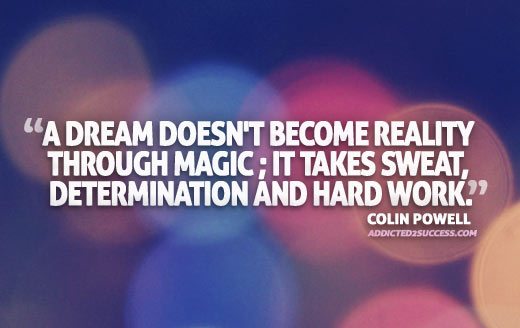 “A DREAM DOESN'T BECOME REALITY
THROUGH MAGIC ; IT TAKES SWEAT,
DETERMINATION AND HARD WORK.”
COLIN POWELL
ADDICTED2SUCCESS.COM